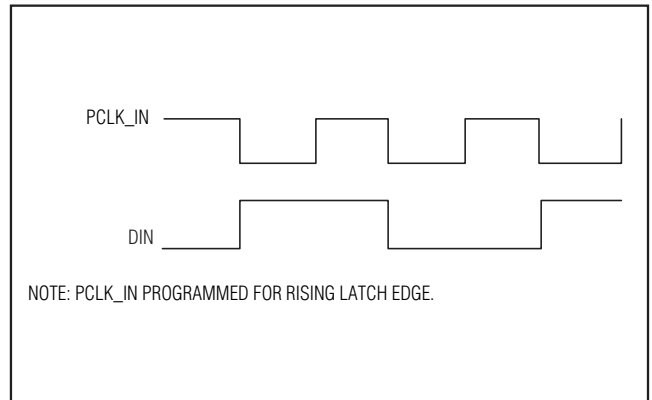 PCLK_IN
DIN
NOTE: PCLK_IN PROGRAMMED FOR RISING LATCH EDGE.